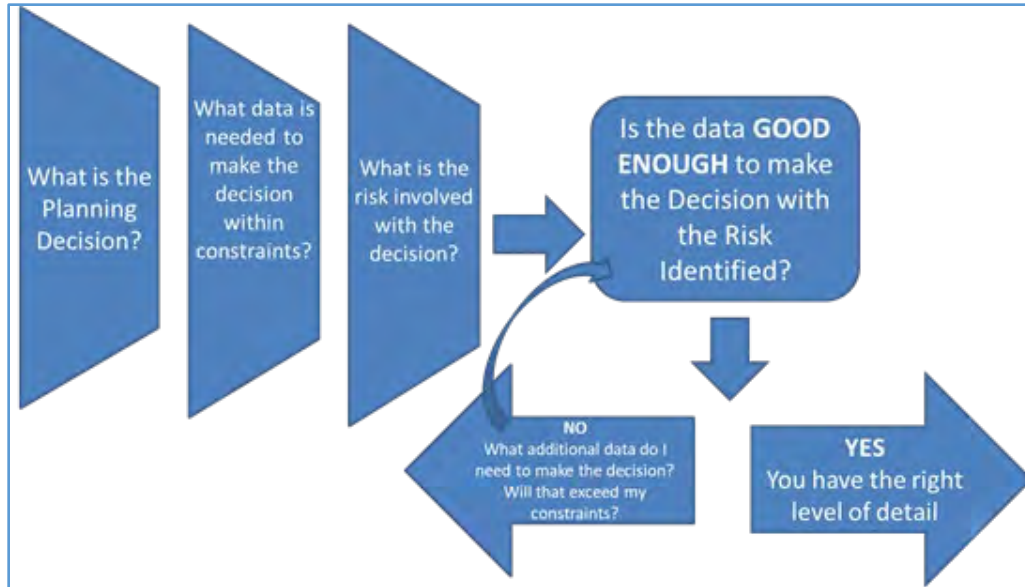 What is the
Planning
Decision?
What data is
needed to
make the
decision
within
constraints?
What is the
risk involved
with the
decision?
Is the data GOOD
ENOUGH to make
the Decision with
the Risk
Identified?
NO
What additional data do I
need to make the decision?
Will that exceed my
constraints?
YES
You have the right
level of detail